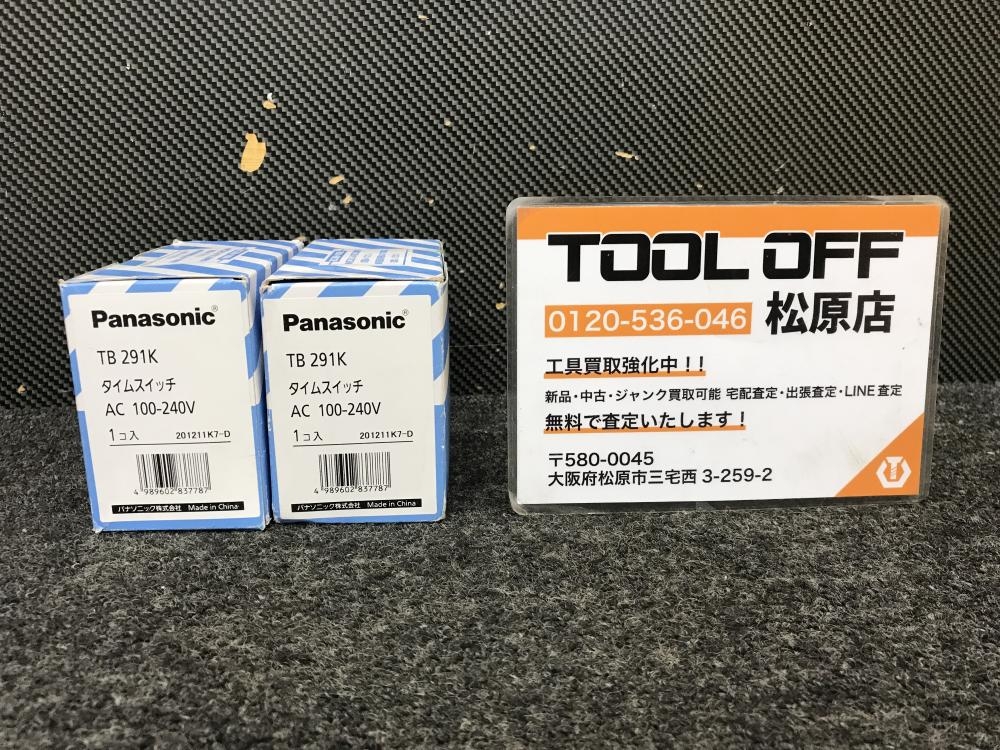 Panasonic®
TB 291K
タイムスイッチ
AC 100-240V
1コ入 201211K7-D
4 989602 837787
パナソニック株式会社 Made in China
Panasonic®
TB 291K
タイムスイッチ
AC 100-240V
1コ入 201211K7-D
4 989602 837787
パナソニック株式会社 Made in China
TOOL OFF
0120-536-046 松原店
工具買取強化中!!
新品・中古・ジャンク買取可能 宅配査定・出張査定・LINE査定
無料で査定いたします!
〒580-0045
大阪府松原市三宅西 3-259-2